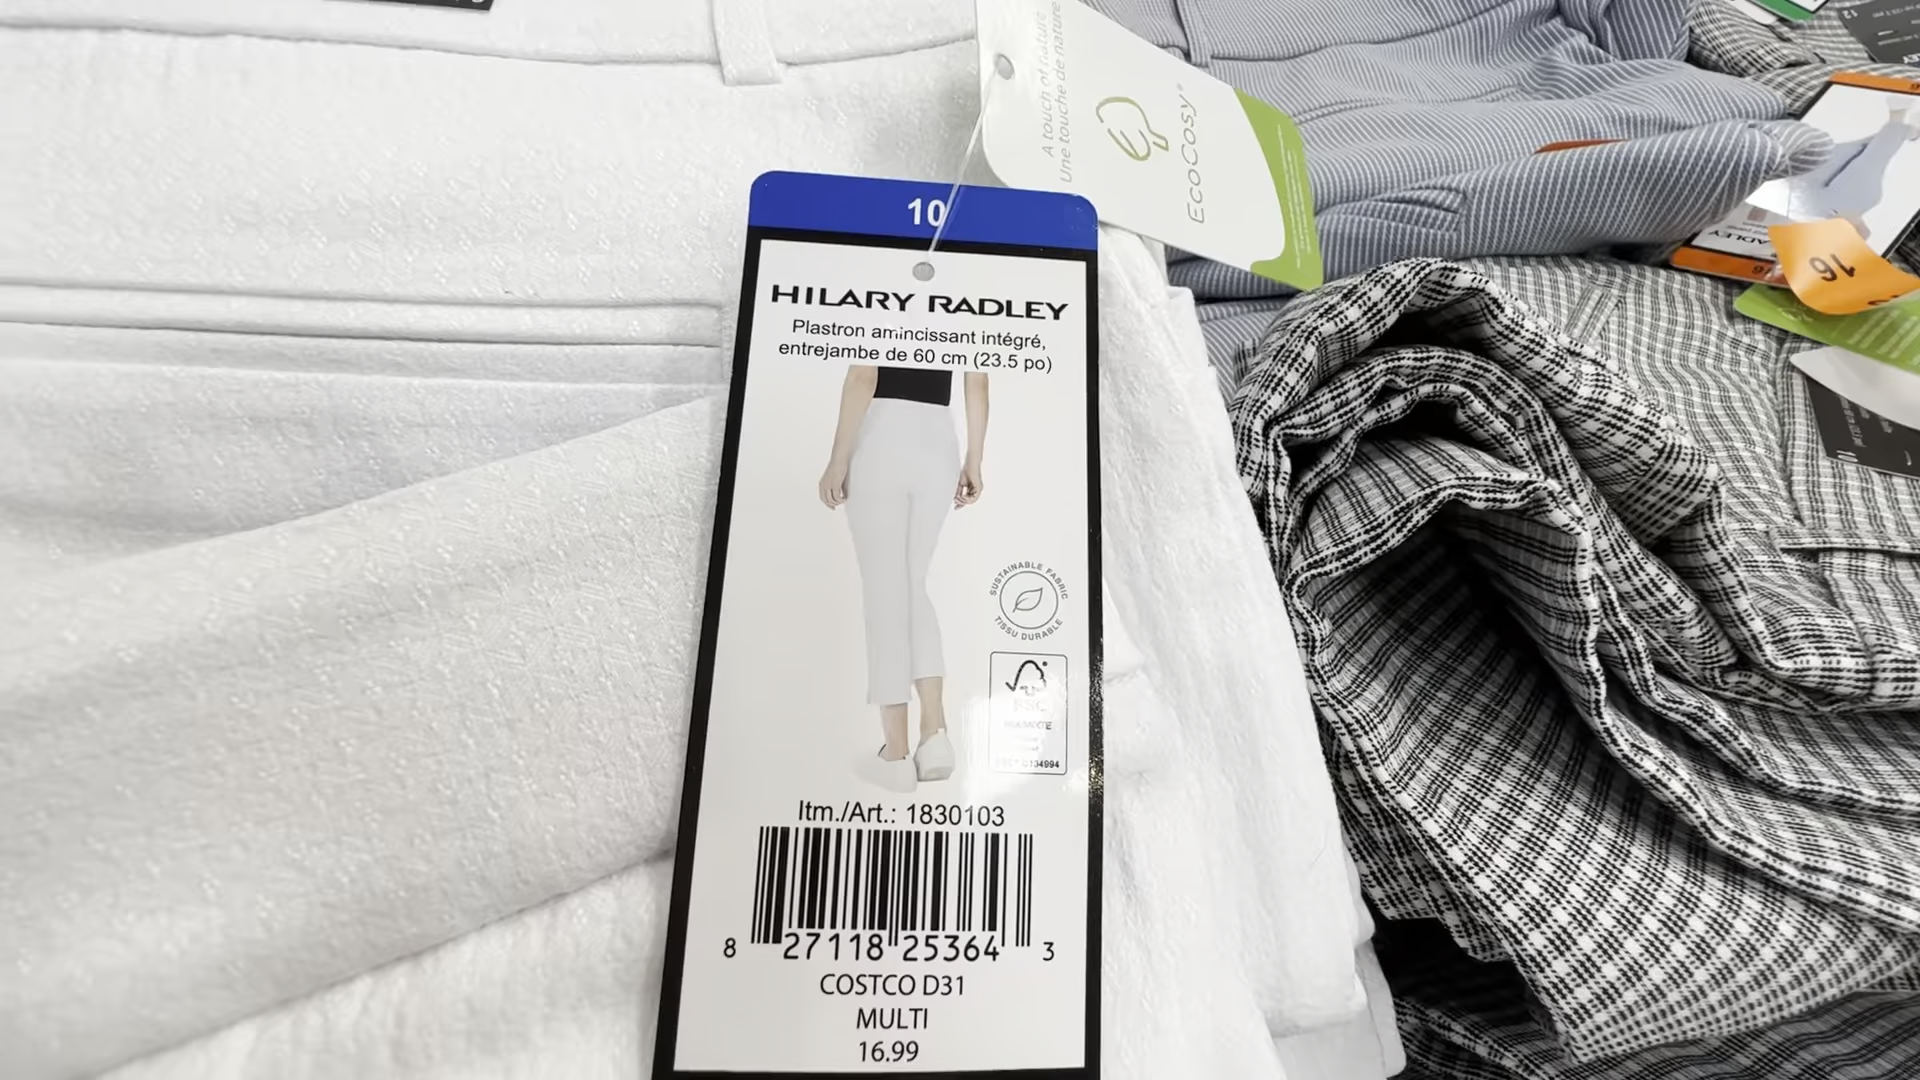 A touch of nature
Une touche de nature
EcoCosy®
10
HILARY RADLEY
Plastron amincissant intégré,
entrejambe de 60 cm (23.5 po)
SUSTAINABLE FABRIC
TISSU DURABLE
Itm./Art.: 1830103
8 27118 25364 3
COSTCO D31
MULTI
16.99
16